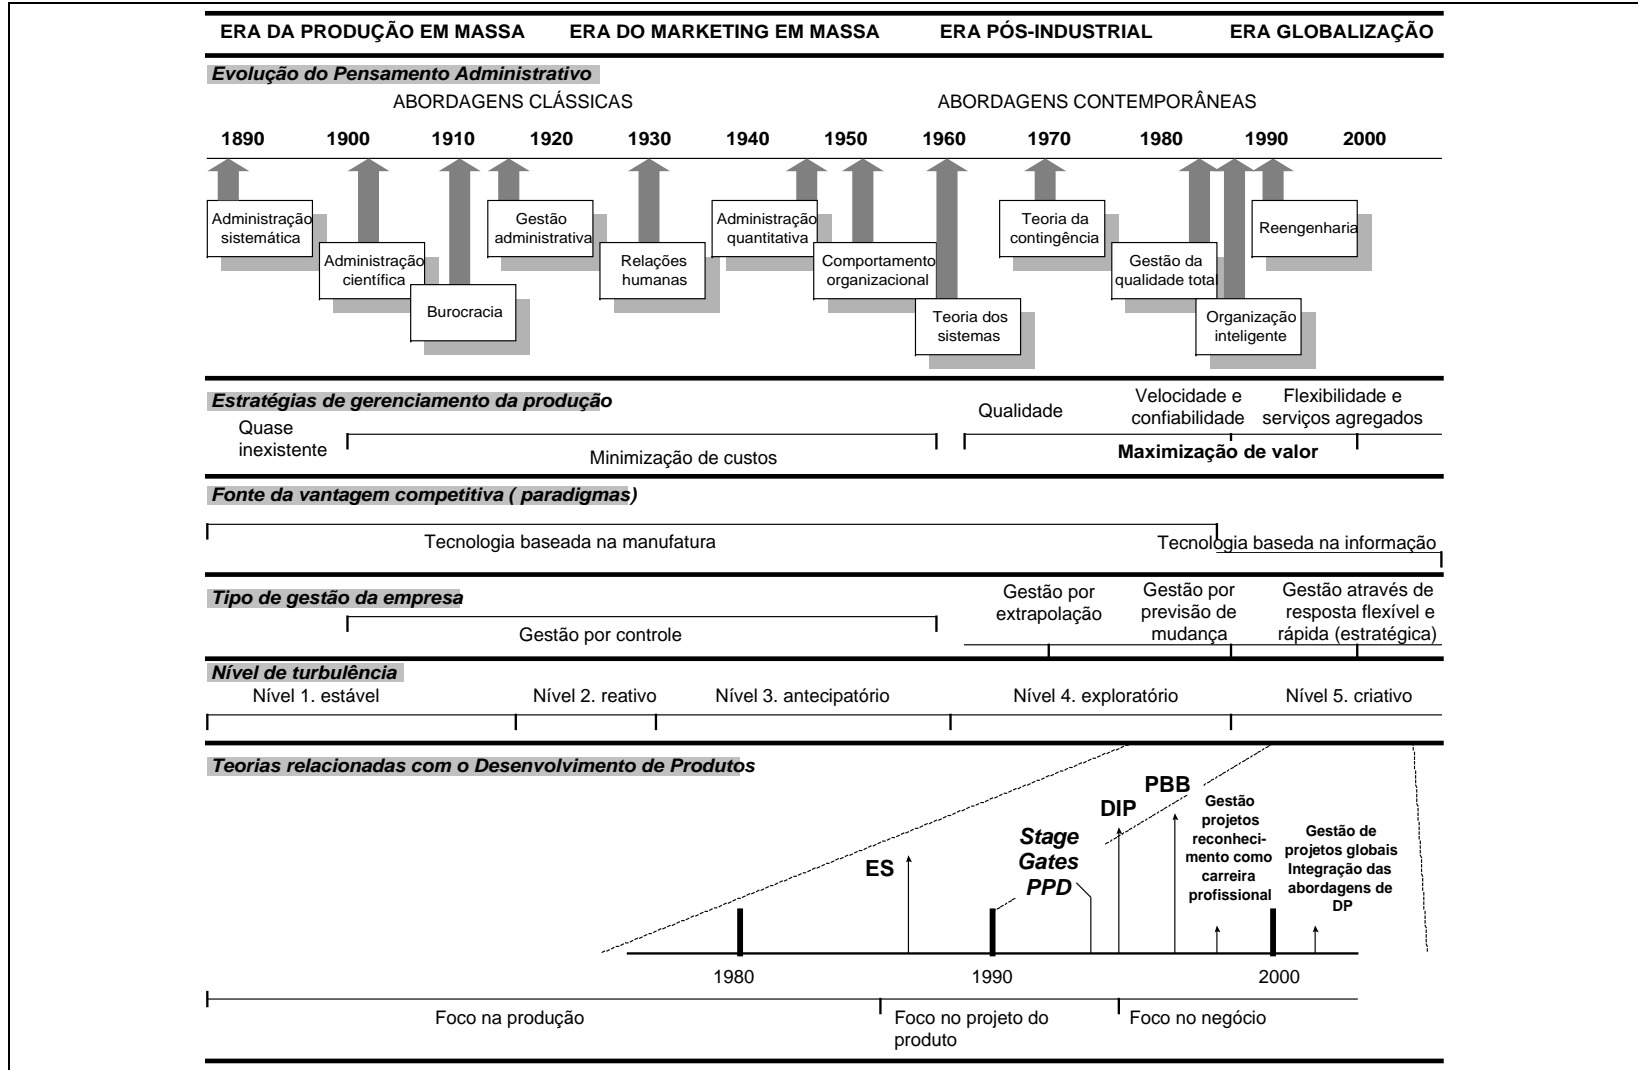 ERA DA PRODUÇÃO EM MASSA ERA DO MARKETING EM MASSA ERA PÓS-INDUSTRIAL ERA GLOBALIZAÇÃO
Evolução do Pensamento Administrativo
ABORDAGENS CLÁSSICAS ABORDAGENS CONTEMPORÂNEAS
1890 1900 1910 1920 1930 1940 1950 1960 1970 1980 1990 2000
Administração
sistemática
Administração
científica
Burocracia
Gestão
administrativa
Relações
humanas
Administração
quantitativa
Comportamento
organizacional
Teoria dos
sistemas
Teoria da
contingência
Gestão da
qualidade total
Organização
inteligente
Reengenharia
Estratégias de gerenciamento da produção
Quase
inexistente
Minimização de custos
Qualidade
Velocidade e
confiabilidade
Flexibilidade e
serviços agregados
Maximização de valor
Fonte da vantagem competitiva ( paradigmas)
Tecnologia baseada na manufatura
Tecnologia baseda na informação
Tipo de gestão da empresa
Gestão por controle
Gestão por
extrapolação
Gestão por
previsão de
mudança
Gestão através de
resposta flexível e
rápida (estratégica)
Nível de turbulência
Nível 1. estável Nível 2. reativo Nível 3. antecipatório Nível 4. exploratório Nível 5. criativo
Teorias relacionadas com o Desenvolvimento de Produtos
ES
Stage
Gates
PPD
DIP
PBB
Gestão
projetos
reconheci-
mento como
carreira
profissional
Gestão de
projetos globais
Integração das
abordagens de
DP
1980 1990 2000
Foco na produção
Foco no projeto do
produto
Foco no negócio